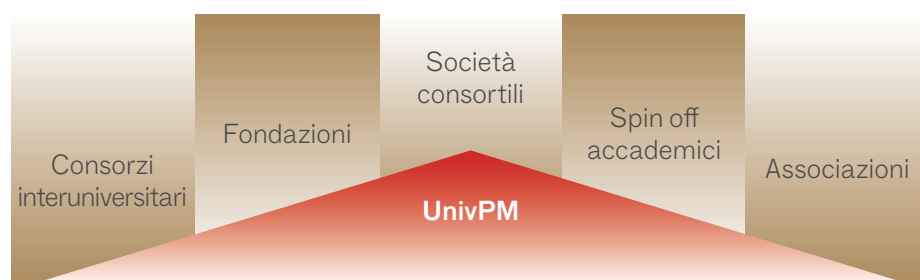 Consorzi
interuniversitari
Fondazioni
Società
consortili
Spin off
accademici
Associazioni
UnivPM